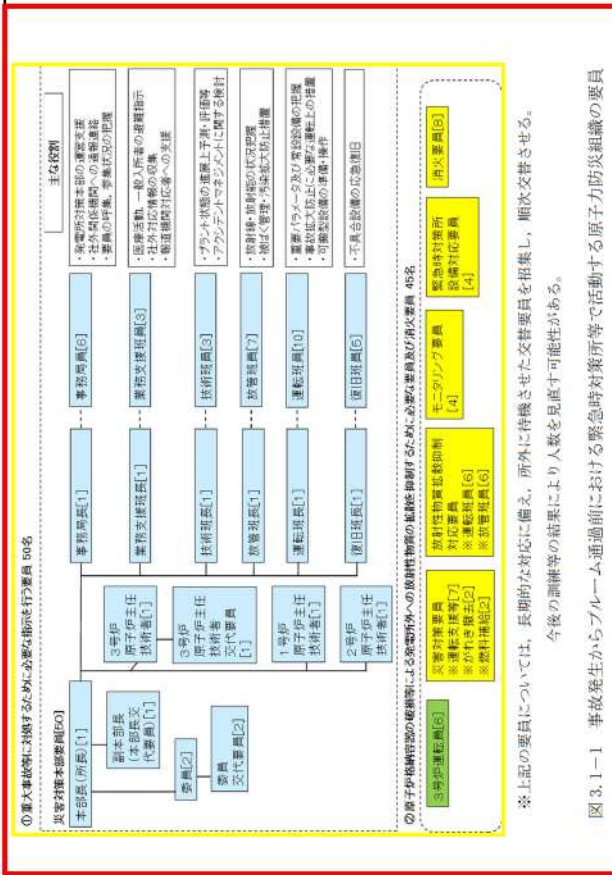 ①重大事故等に対処するために必要な指示を行う要員 50名
災害対策本部要員[50]
主な役割
本部長(所長)[1]
副本部長
(本部長交
代要員)[1]
委員[2]
委員
交代要員[2]
3号炉
原子炉主任
技術者[1]
3号炉
原子炉主任
技術者
交代要員
[1]
1号炉
原子炉主任
技術者[1]
2号炉
原子炉主任
技術者[1]
事務局長[1]
事務局員[6]
・発電所対策本部の運営支援
・社外関係機関への通報連絡
・要員の呼集、参集状況の把握
業務支援班長[1]
業務支援班員[3]
・医療活動、一般入所者の避難指示
・社外対応情報の収集
報道機関対応者への支援
技術班長[1]
技術班員[3]
・プラント状態の進展上予測・評価等
・アクシデントマネジメントに関する検討
放管班長[1]
放管班員[7]
・放射線・放射能の状況把握
・被ばく管理・汚染拡大防止措置
運転班長[1]
運転班員[10]
・重要パラメータ及び常設設備の把握
・事故拡大防止に必要な運転上の措置
・可搬型設備の準備・操作
復旧班長[1]
復旧班員[5]
・不具合設備の応急復旧
②原子炉格納容器の破損等による発電所外への放射性物質の拡散を抑制するために必要な要員及び消火要員 45名
3号炉運転員[6]
災害対策要員
※運転支援等[7]
※がれき撤去[2]
※燃料補給[2]
放射性物質拡散抑制
対応要員
※運転班員[6]
※放管班員[6]
モニタリング要員
[4]
緊急時対策所
設備対応要員
[4]
消火要員[8]
※上記の要員については、長期的な対応に備え、所外に待機させた交替要員を招集し、順次交替させる。
今後の訓練等の結果により人数を見直す可能性がある。
図 3.1-1 事故発生からプルーム通過前における緊急時対策所等で活動する原子力防災組織の要員